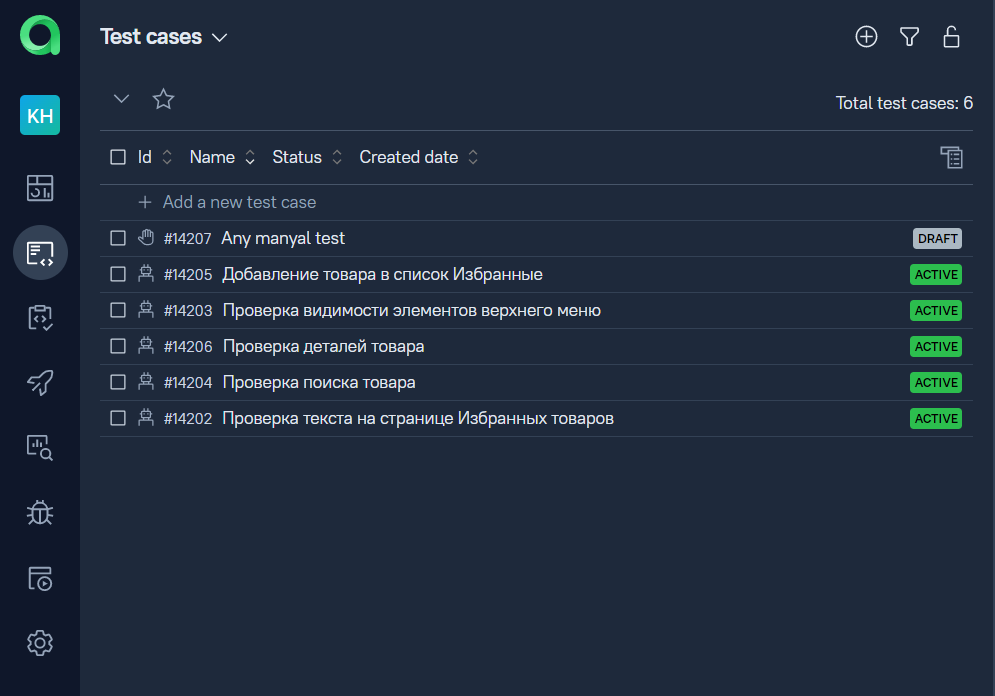 Test cases
KH
Total test cases: 6
Id Name Status Created date
Add a new test case
#14207 Any manyal test DRAFT
#14205 Добавление товара в список Избранные ACTIVE
#14203 Проверка видимости элементов верхнего меню ACTIVE
#14206 Проверка деталей товара ACTIVE
#14204 Проверка поиска товара ACTIVE
#14202 Проверка текста на странице Избранных товаров ACTIVE